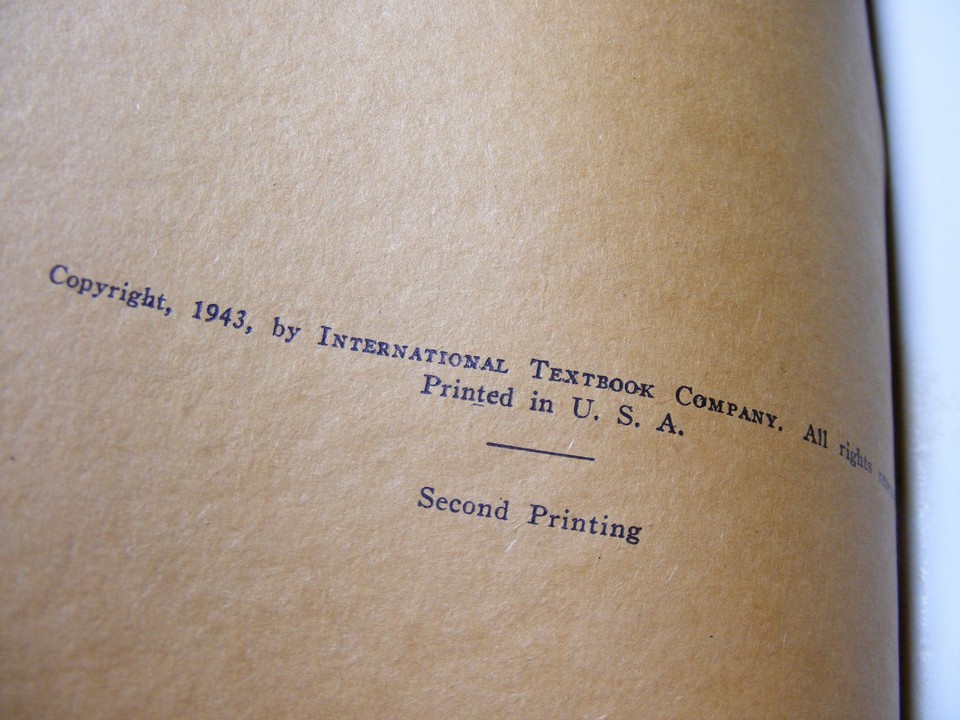 Copyright, 1943, by INTERNATIONAL TEXTBOOK COMPANY. All rights
Printed in U. S. A.
Second Printing